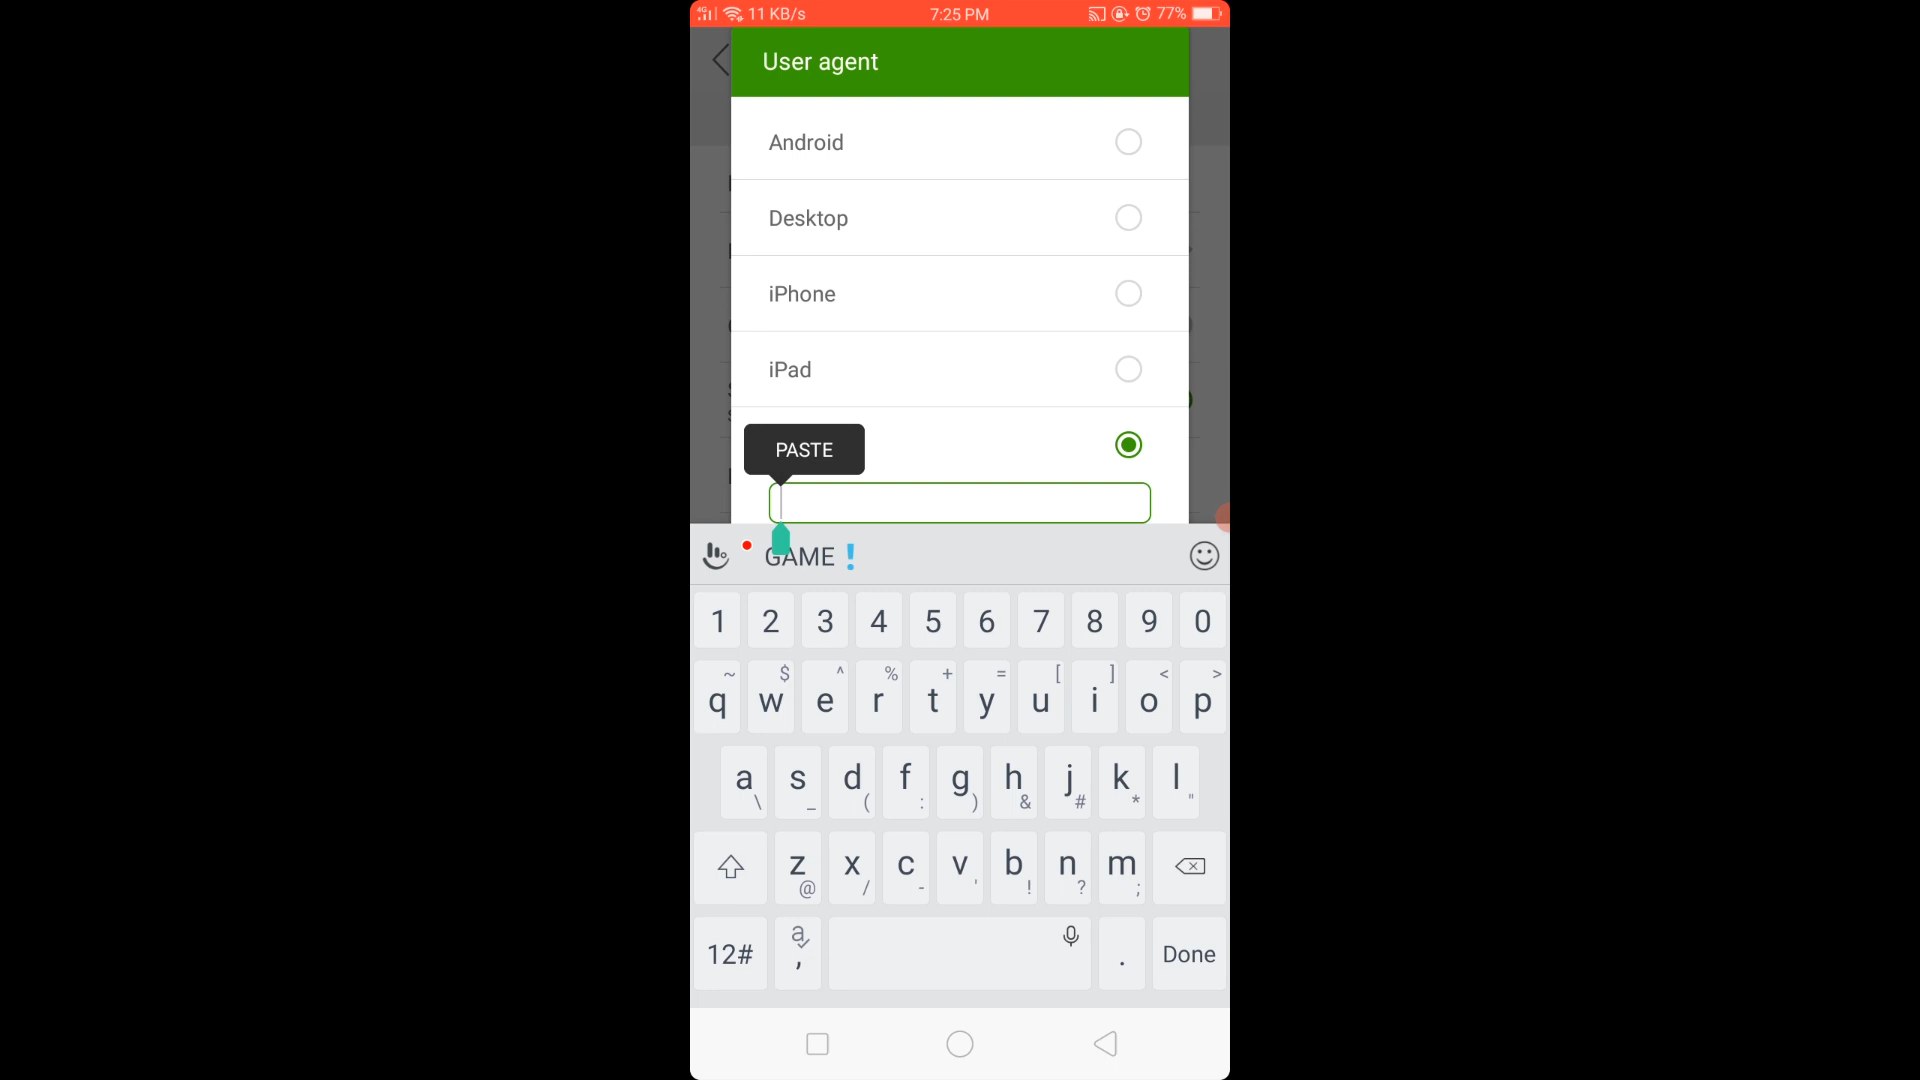 4G 11 KB/s 7:25 PM 77%
User agent
Android
Desktop
iPhone
iPad
PASTE
GAME❗
1 2 3 4 5 6 7 8 9 0
~ $ ^ % + = [ ] < >
q w e r t y u i o p
a s d f g h j k l
\ _ ( : ) & # * "
z x c v b n m
@ / - ' ! ? ;
12# a , . Done